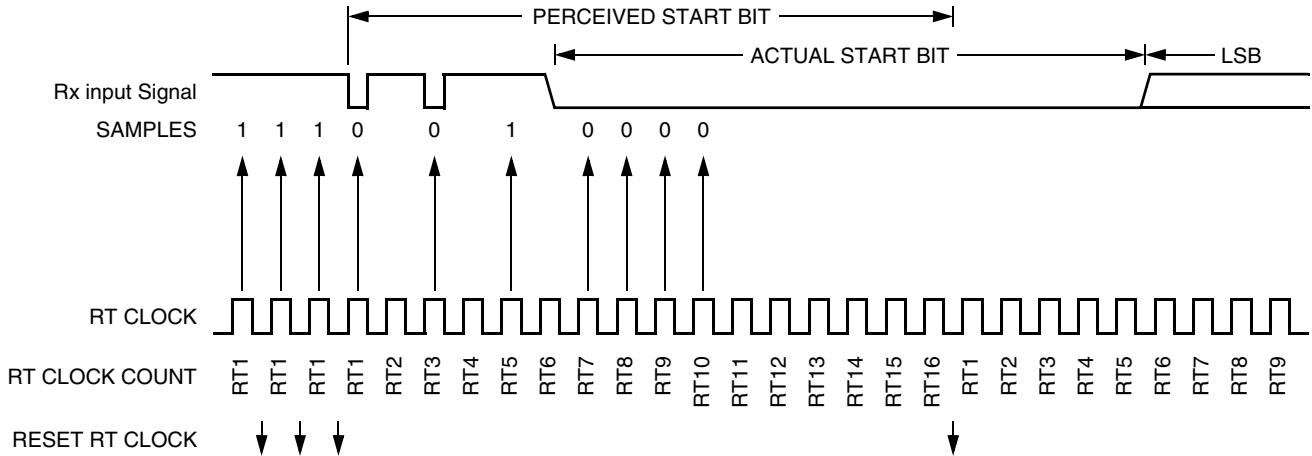 PERCEIVED START BIT
ACTUAL START BIT
LSB
Rx input Signal
SAMPLES 1 1 1 0 0 1 0 0 0 0
RT CLOCK
RT CLOCK COUNT RT1 RT1 RT1 RT1 RT2 RT3 RT4 RT5 RT6 RT7 RT8 RT9 RT10 RT11 RT12 RT13 RT14 RT15 RT16 RT1 RT2 RT3 RT4 RT5 RT6 RT7 RT8 RT9
RESET RT CLOCK